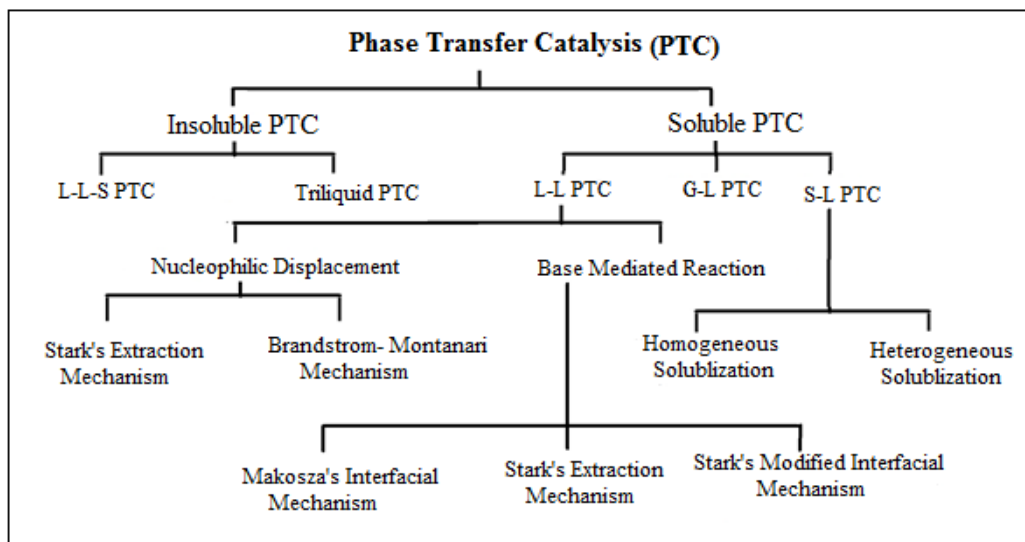 Phase Transfer Catalysis (PTC)
Insoluble PTC
Soluble PTC
L-L-S PTC
Triliquid PTC
L-L PTC
G-L PTC
S-L PTC
Nucleophilic Displacement
Base Mediated Reaction
Stark's Extraction
Mechanism
Brandstrom- Montanari
Mechanism
Homogeneous
Solublization
Heterogeneous
Solublization
Makosza's Interfacial
Mechanism
Stark's Extraction
Mechanism
Stark's Modified Interfacial
Mechanism